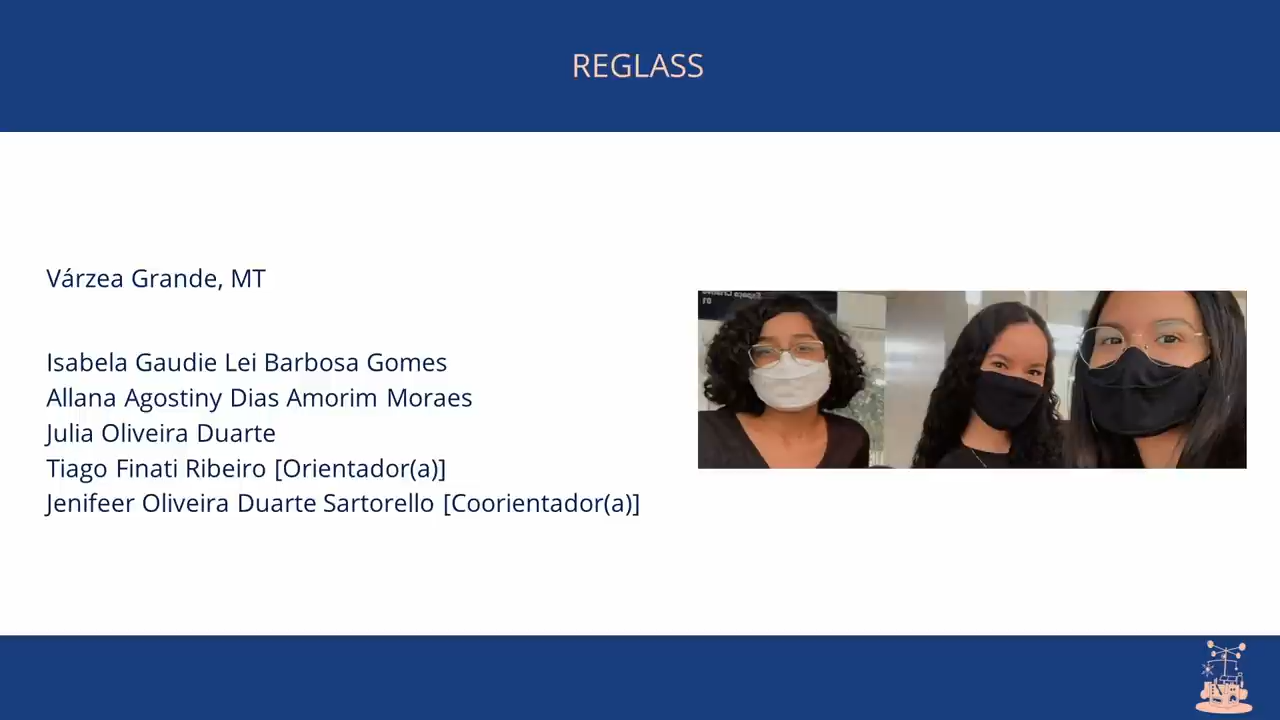 REGLASS
Várzea Grande, MT
Isabela Gaudie Lei Barbosa Gomes
Allana Agostiny Dias Amorim Moraes
Julia Oliveira Duarte
Tiago Finati Ribeiro [Orientador(a)]
Jenifeer Oliveira Duarte Sartorello [Coorientador(a)]